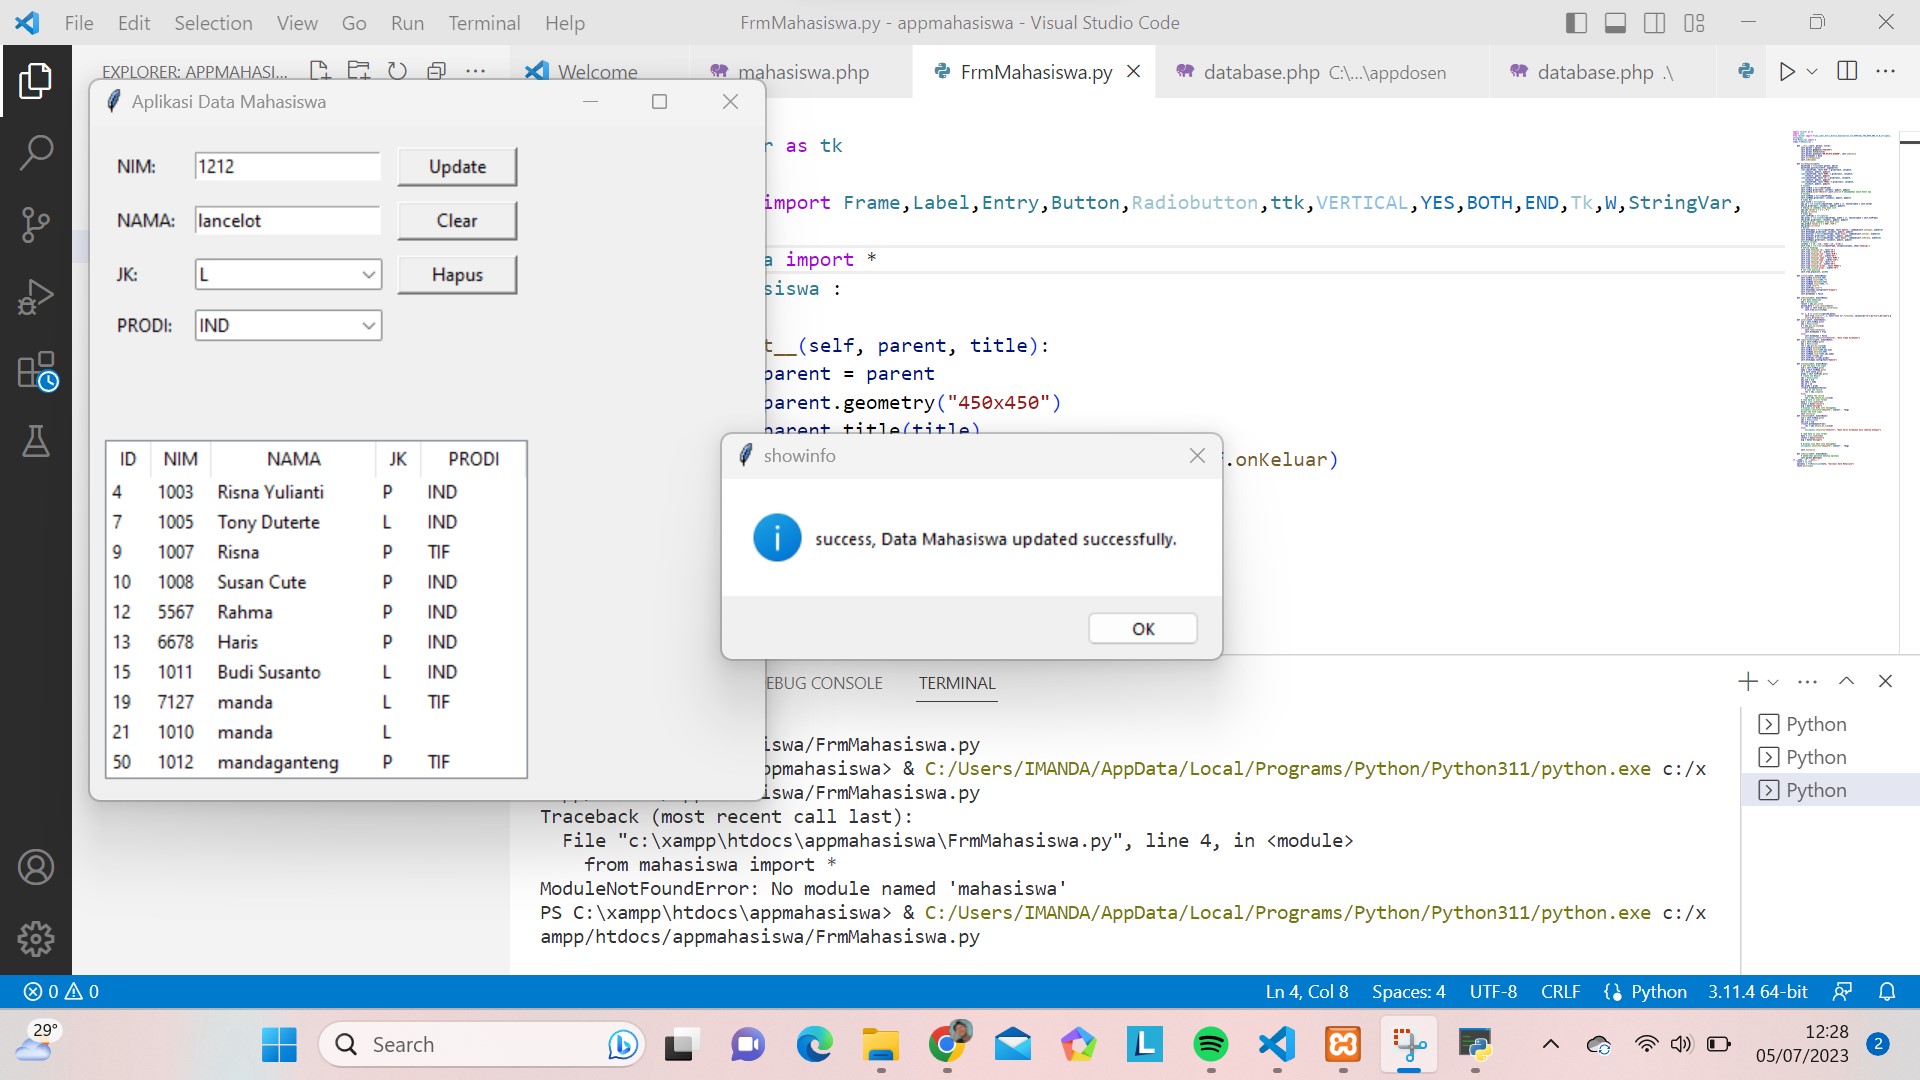 File Edit Selection View Go Run Terminal Help
FrmMahasiswa.py - appmahasiswa - Visual Studio Code
EXPLORER: APPMAHASI...
Welcome
mahasiswa.php
FrmMahasiswa.py
database.php C:\...\appdosen
database.php .\
Aplikasi Data Mahasiswa
NIM: 1212 Update
NAMA: lancelot Clear
JK: L Hapus
PRODI: IND
ID NIM NAMA JK PRODI
4 1003 Risna Yulianti P IND
7 1005 Tony Duterte L IND
9 1007 Risna P TIF
10 1008 Susan Cute P IND
12 5567 Rahma P IND
13 6678 Haris P IND
15 1011 Budi Susanto L IND
19 7127 manda L TIF
21 1010 manda L
50 1012 mandaganteng P TIF
r as tk
import Frame,Label,Entry,Button,Radiobutton,ttk,VERTICAL,YES,BOTH,END,Tk,W,StringVar,
a import *
siswa :
t__(self, parent, title):
parent = parent
parent.geometry("450x450")
parent.title(title)
.onKeluar)
showinfo
success, Data Mahasiswa updated successfully.
OK
EBUG CONSOLE TERMINAL
iswa/FrmMahasiswa.py
ppmahasiswa> & C:/Users/IMANDA/AppData/Local/Programs/Python/Python311/python.exe c:/x
iswa/FrmMahasiswa.py
Traceback (most recent call last):
File "c:\xampp\htdocs\appmahasiswa\FrmMahasiswa.py", line 4, in <module>
from mahasiswa import *
ModuleNotFoundError: No module named 'mahasiswa'
PS C:\xampp\htdocs\appmahasiswa> & C:/Users/IMANDA/AppData/Local/Programs/Python/Python311/python.exe c:/x
ampp/htdocs/appmahasiswa/FrmMahasiswa.py
Python
Python
Python
0 0
Ln 4, Col 8 Spaces: 4 UTF-8 CRLF Python 3.11.4 64-bit
29°
Search
12:28
05/07/2023
2